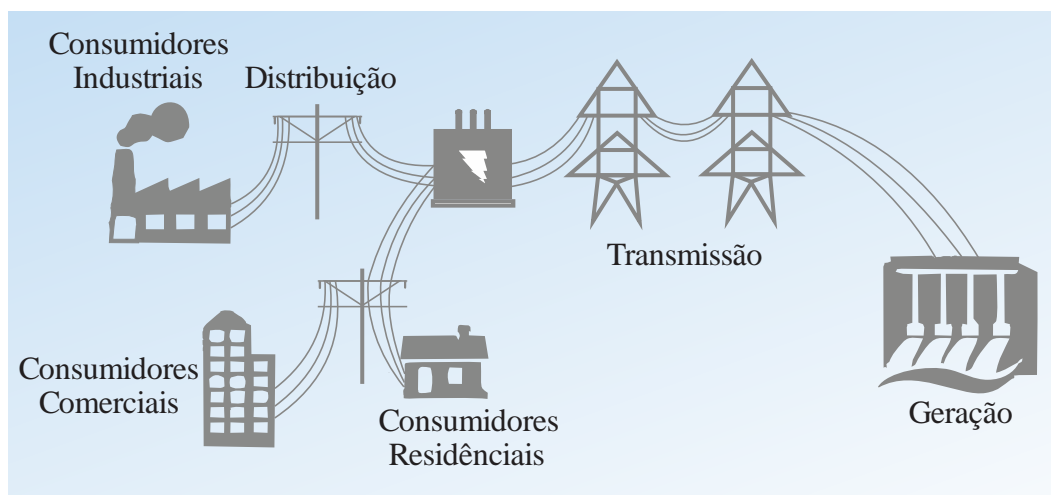 Consumidores
Industriais
Distribuição
Transmissão
Consumidores
Comerciais
Consumidores
Residênciais
Geração